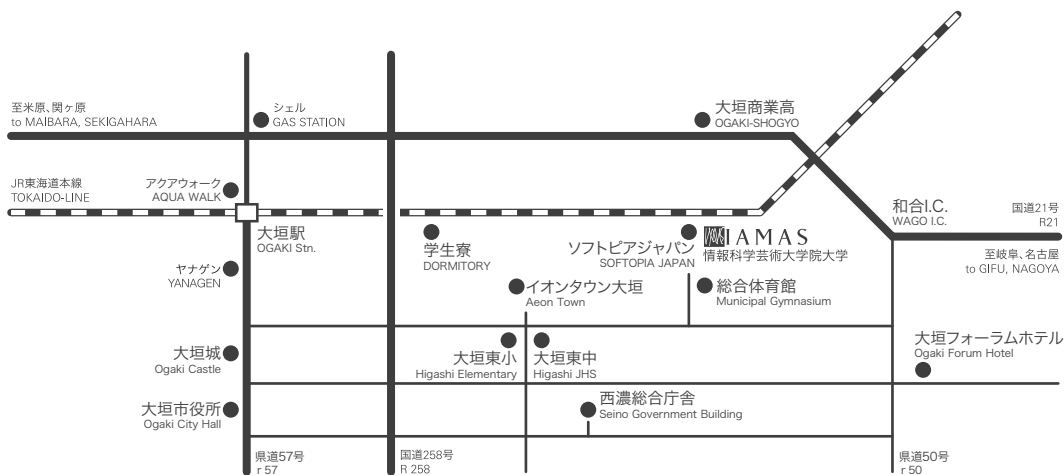 至米原、関ヶ原
to MAIBARA, SEKIGAHARA
シェル
GAS STATION
大垣商業高
OGAKI-SHOGYO
JR東海道本線
TOKAIDO-LINE
アクアウォーク
AQUA WALK
和合I.C.
WAGO I.C.
国道21号
R21
大垣駅
OGAKI Stn.
学生寮
DORMITORY
ソフトピアジャパン
SOFTOPIA JAPAN
IAMAS
情報科学芸術大学院大学
至岐阜、名古屋
to GIFU, NAGOYA
ヤナゲン
YANAGEN
イオンタウン大垣
Aeon Town
総合体育館
Municipal Gymnasium
大垣城
Ogaki Castle
大垣東小
Higashi Elementary
大垣東中
Higashi JHS
大垣フォーラムホテル
Ogaki Forum Hotel
大垣市役所
Ogaki City Hall
西濃総合庁舎
Seino Government Building
県道57号
r 57
国道258号
R 258
県道50号
r 50